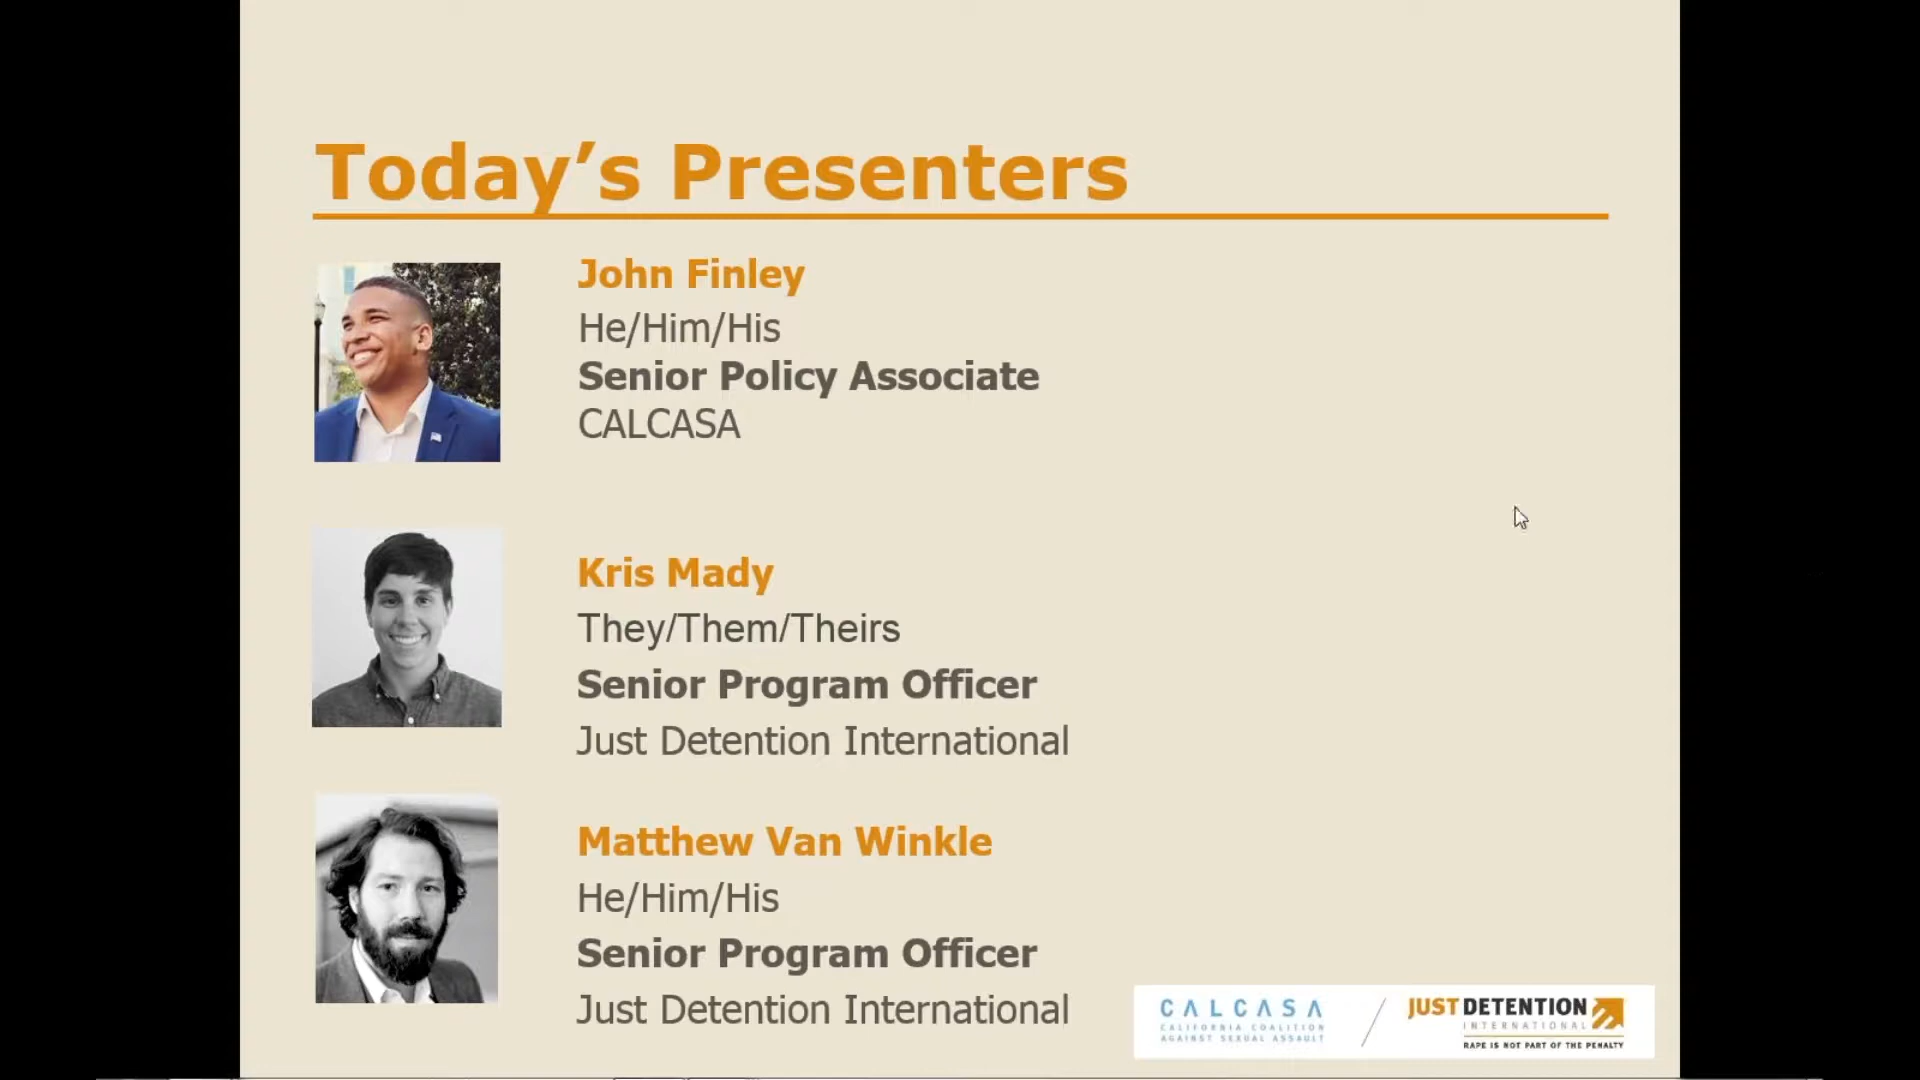 Today’s Presenters
John Finley
He/Him/His
Senior Policy Associate
CALCASA
Kris Mady
They/Them/Theirs
Senior Program Officer
Just Detention International
Matthew Van Winkle
He/Him/His
Senior Program Officer
Just Detention International
CALCASA
CALIFORNIA COALITION
AGAINST SEXUAL ASSAULT
JUST DETENTION
INTERNATIONAL
RAPE IS NOT PART OF THE PENALTY